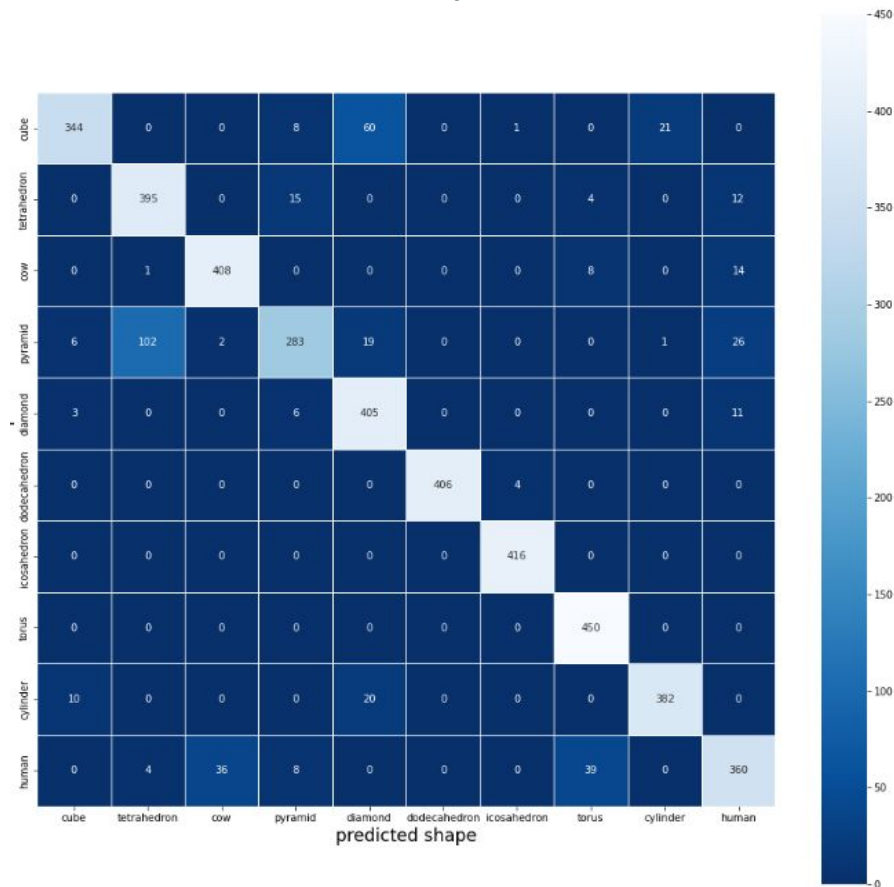 450
cube 344 0 0 8 60 0 1 0 21 0
400
tetrahedron 0 395 0 15 0 0 0 4 0 12
350
cow 0 1 408 0 0 0 0 8 0 14
300
pyramid 6 102 2 283 19 0 0 0 1 26
250
diamond 3 0 0 6 405 0 0 0 0 11
200
dodecahedron 0 0 0 0 0 406 4 0 0 0
150
icosahedron 0 0 0 0 0 0 416 0 0 0
torus 0 0 0 0 0 0 0 450 0 0
100
cylinder 10 0 0 0 20 0 0 0 382 0
50
human 0 4 36 8 0 0 0 39 0 360
cube tetrahedron cow pyramid diamond dodecahedron icosahedron torus cylinder human
predicted shape
0